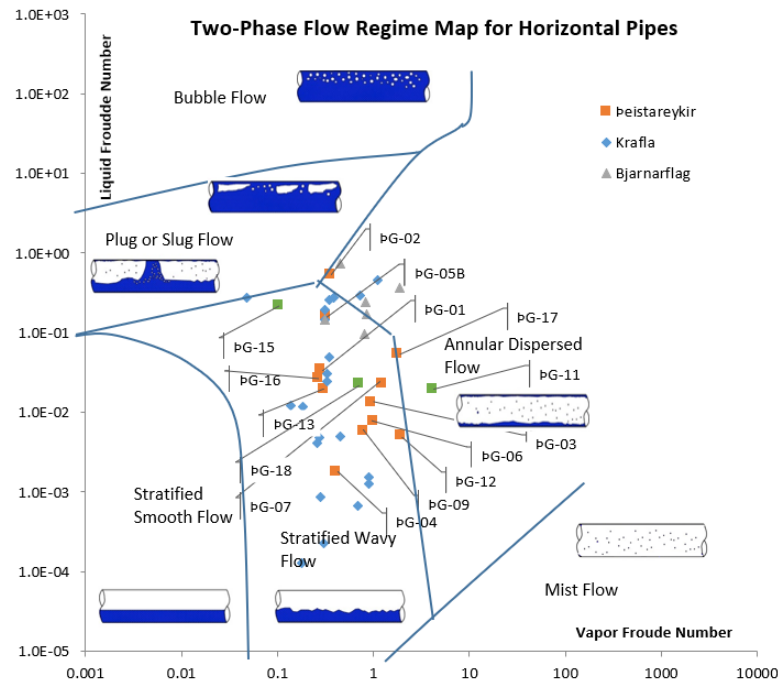 Two-Phase Flow Regime Map for Horizontal Pipes
1.0E+03
1.0E+02
1.0E+01
1.0E+00
1.0E-01
1.0E-02
1.0E-03
1.0E-04
1.0E-05
Liquid Froudde Number
Bubble Flow
Þeistareykir
Krafla
Bjarnarflag
Plug or Slug Flow
ÞG-02
ÞG-05B
ÞG-01
ÞG-17
ÞG-15
Annular Dispersed
Flow
ÞG-16
ÞG-11
ÞG-13
ÞG-03
ÞG-06
ÞG-18
ÞG-12
ÞG-07
ÞG-09
ÞG-04
Stratified
Smooth Flow
Stratified Wavy
Flow
Mist Flow
Vapor Froude Number
0.001
0.01
0.1
1
10
100
1000
10000